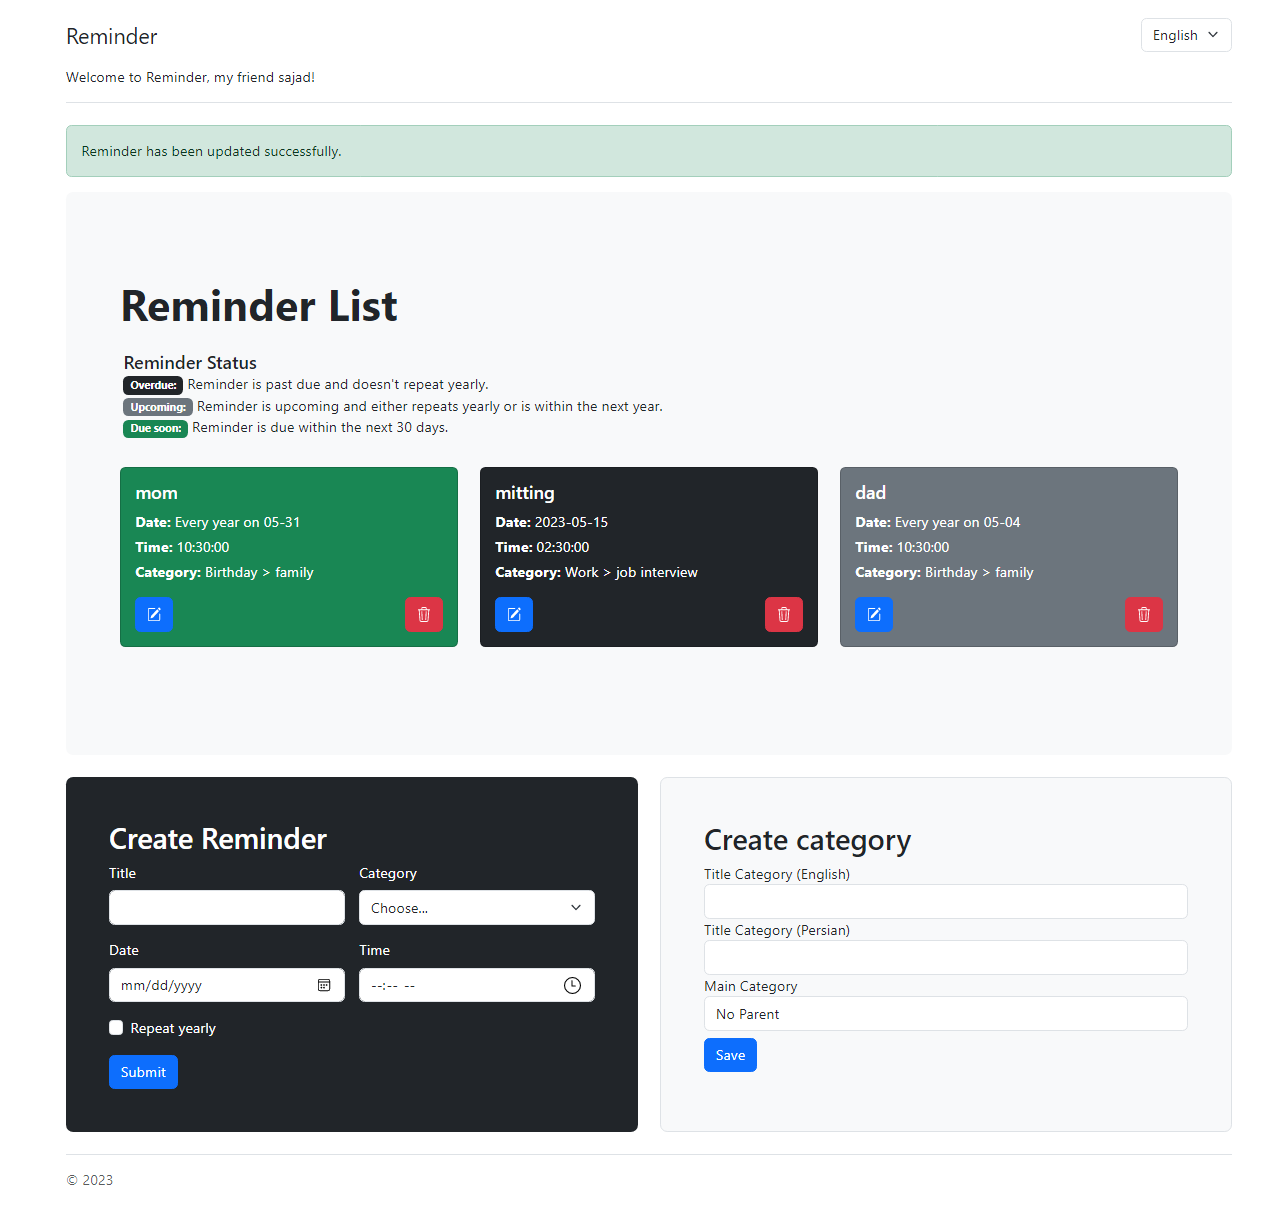 Reminder
English
Welcome to Reminder, my friend sajad!
Reminder has been updated successfully.
Reminder List
Reminder Status
Overdue: Reminder is past due and doesn't repeat yearly.
Upcoming: Reminder is upcoming and either repeats yearly or is within the next year.
Due soon: Reminder is due within the next 30 days.
mom
Date: Every year on 05-31
Time: 10:30:00
Category: Birthday > family
mitting
Date: 2023-05-15
Time: 02:30:00
Category: Work > job interview
dad
Date: Every year on 05-04
Time: 10:30:00
Category: Birthday > family
Create Reminder
Title
Category
Choose...
Date
Time
mm/dd/yyyy
--:-- --
Repeat yearly
Submit
Create category
Title Category (English)
Title Category (Persian)
Main Category
No Parent
Save
© 2023